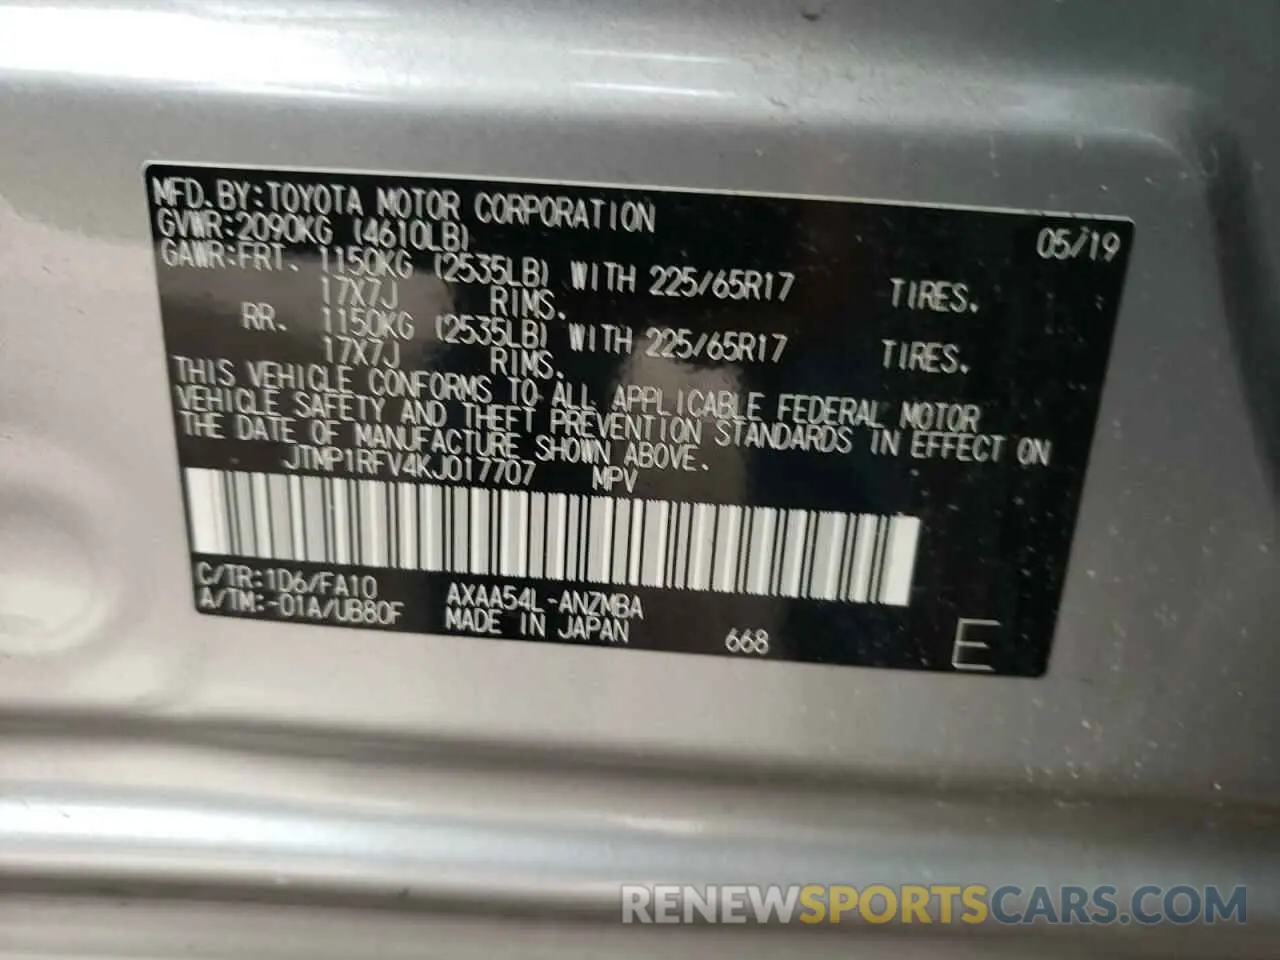 MFD. BY:TOYOTA MOTOR CORPORATION 05/19
GVWR:2090KG (4610LB)
GAWR:FRT. 1150KG (2535LB) WITH 225/65R17 TIRES.
17X7J RIMS.
RR. 1150KG (2535LB) WITH 225/65R17 TIRES.
17X7J RIMS.
THIS VEHICLE CONFORMS TO ALL APPLICABLE FEDERAL MOTOR
VEHICLE SAFETY AND THEFT PREVENTION STANDARDS IN EFFECT ON
THE DATE OF MANUFACTURE SHOWN ABOVE.
JTMP1RFV4KJ017707 MPV
C/TR:1D6/FA10 AXAA54L-ANZMBA
A/TM:-01A/UB80F MADE IN JAPAN 668 E
RENEWSPORTSCARS.COM